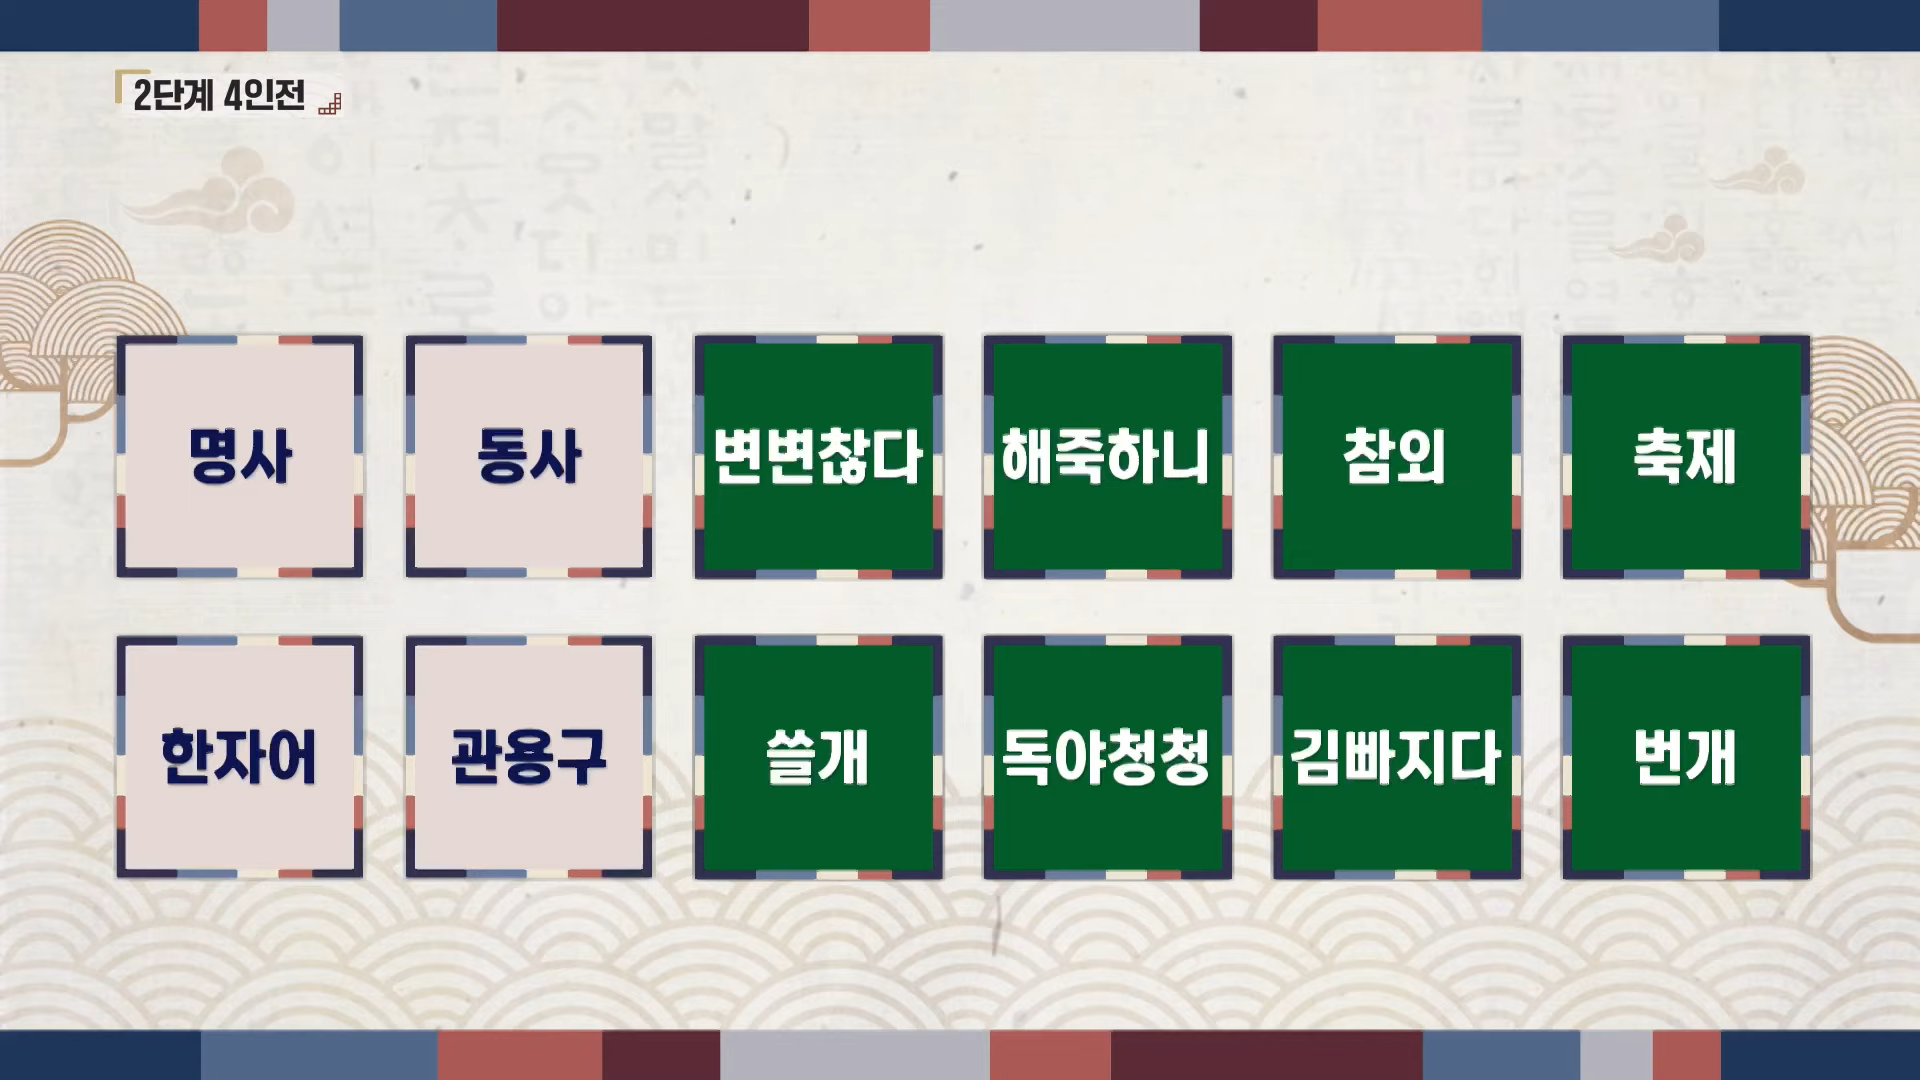 2단계 4인전
명사 동사 변변찮다 해죽하니 참외 축제
한자어 관용구 쓸개 독야청청 김빠지다 번개